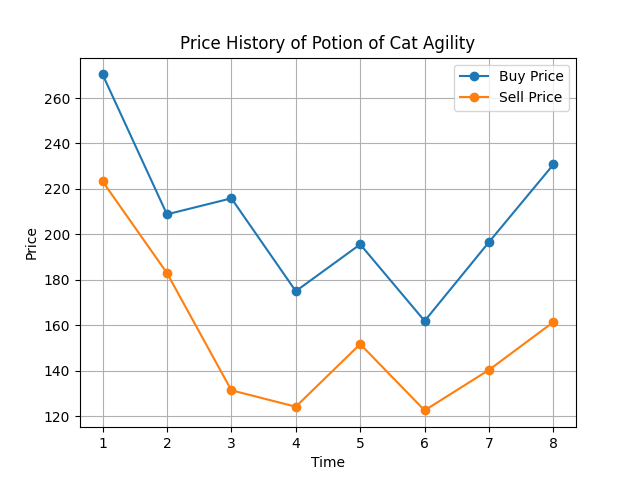 Price History of Potion of Cat Agility
Buy Price
Sell Price
Price
260
240
220
200
180
160
140
120
1 2 3 4 5 6 7 8
Time